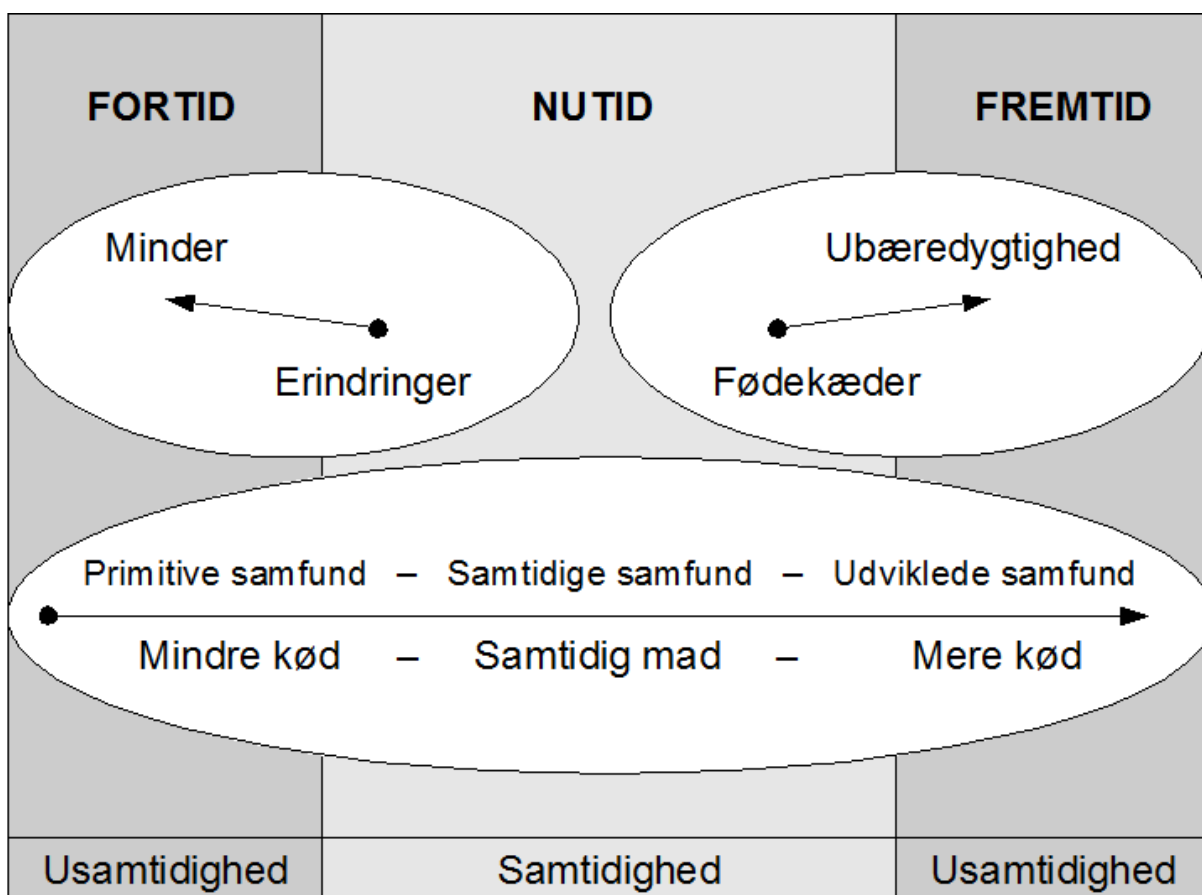 FORTID NUTID FREMTID
Minder Ubæredygtighed
Erindringer Fødekæder
Primitive samfund – Samtidige samfund – Udviklede samfund
Mindre kød – Samtidig mad – Mere kød
Usamtidighed Samtidighed Usamtidighed